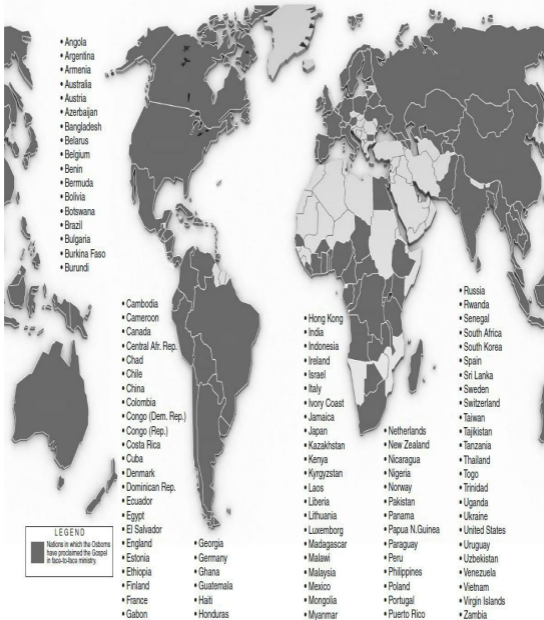 • Angola
• Argentina
• Armenia
• Australia
• Austria
• Azerbaijan
• Bangladesh
• Belarus
• Belgium
• Benin
• Bermuda
• Bolivia
• Botswana
• Brazil
• Bulgaria
• Burkina Faso
• Burundi
• Cambodia
• Cameroon
• Canada
• Central Afr. Rep.
• Chad
• Chile
• China
• Colombia
• Congo (Dem. Rep.)
• Congo (Rep.)
• Costa Rica
• Cuba
• Denmark
• Dominican Rep.
• Ecuador
• Egypt
• El Salvador
• England
• Estonia
• Ethiopia
• Finland
• France
• Gabon
• Georgia
• Germany
• Ghana
• Guatemala
• Haiti
• Honduras
• Hong Kong
• India
• Indonesia
• Ireland
• Israel
• Italy
• Ivory Coast
• Jamaica
• Japan
• Kazakhstan
• Kenya
• Kyrgyzstan
• Laos
• Liberia
• Lithuania
• Luxemborg
• Madagascar
• Malawi
• Malaysia
• Mexico
• Mongolia
• Myanmar
• Netherlands
• New Zealand
• Nicaragua
• Nigeria
• Norway
• Pakistan
• Panama
• Papua N.Guinea
• Paraguay
• Peru
• Philippines
• Poland
• Portugal
• Puerto Rico
• Russia
• Rwanda
• Senegal
• South Africa
• South Korea
• Spain
• Sri Lanka
• Sweden
• Switzerland
• Taiwan
• Tajikistan
• Tanzania
• Thailand
• Togo
• Trinidad
• Uganda
• Ukraine
• United States
• Uruguay
• Uzbekistan
• Venezuela
• Vietnam
• Virgin Islands
• Zambia
LEGEND
Nations in which the Osborns
have proclaimed the Gospel
in face-to-face ministry.